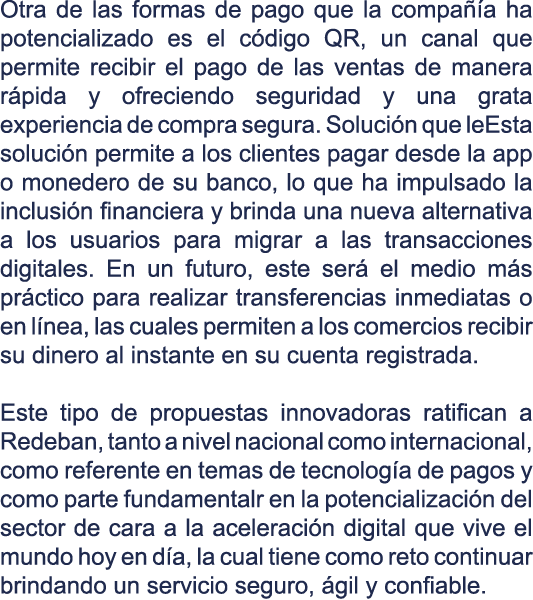 Otra de las formas de pago que la compañía ha
potencializado es el código QR, un canal que
permite recibir el pago de las ventas de manera
rápida y ofreciendo seguridad y una grata
experiencia de compra segura. Solución que leEsta
solución permite a los clientes pagar desde la app
o monedero de su banco, lo que ha impulsado la
inclusión financiera y brinda una nueva alternativa
a los usuarios para migrar a las transacciones
digitales. En un futuro, este será el medio más
práctico para realizar transferencias inmediatas o
en línea, las cuales permiten a los comercios recibir
su dinero al instante en su cuenta registrada.

Este tipo de propuestas innovadoras ratifican a
Redeban, tanto a nivel nacional como internacional,
como referente en temas de tecnología de pagos y
como parte fundamentalr en la potencialización del
sector de cara a la aceleración digital que vive el
mundo hoy en día, la cual tiene como reto continuar
brindando un servicio seguro, ágil y confiable.